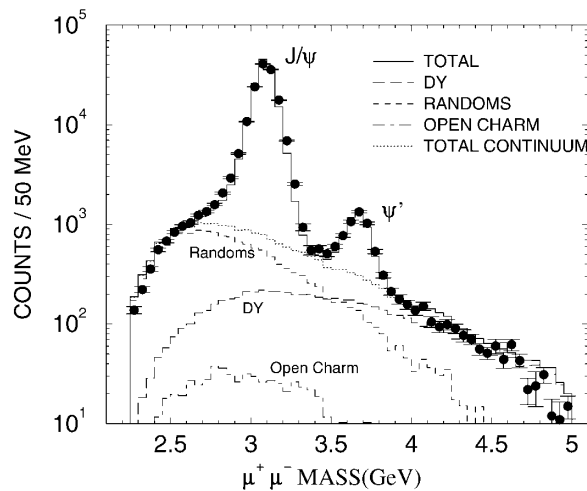 10^5
10^4
10^3
10^2
10^1
COUNTS / 50 MeV
J/ψ
ψ'
TOTAL
DY
RANDOMS
OPEN CHARM
TOTAL CONTINUUM
Randoms
DY
Open Charm
2.5 3 3.5 4 4.5 5
μ^+ μ^- MASS(GeV)